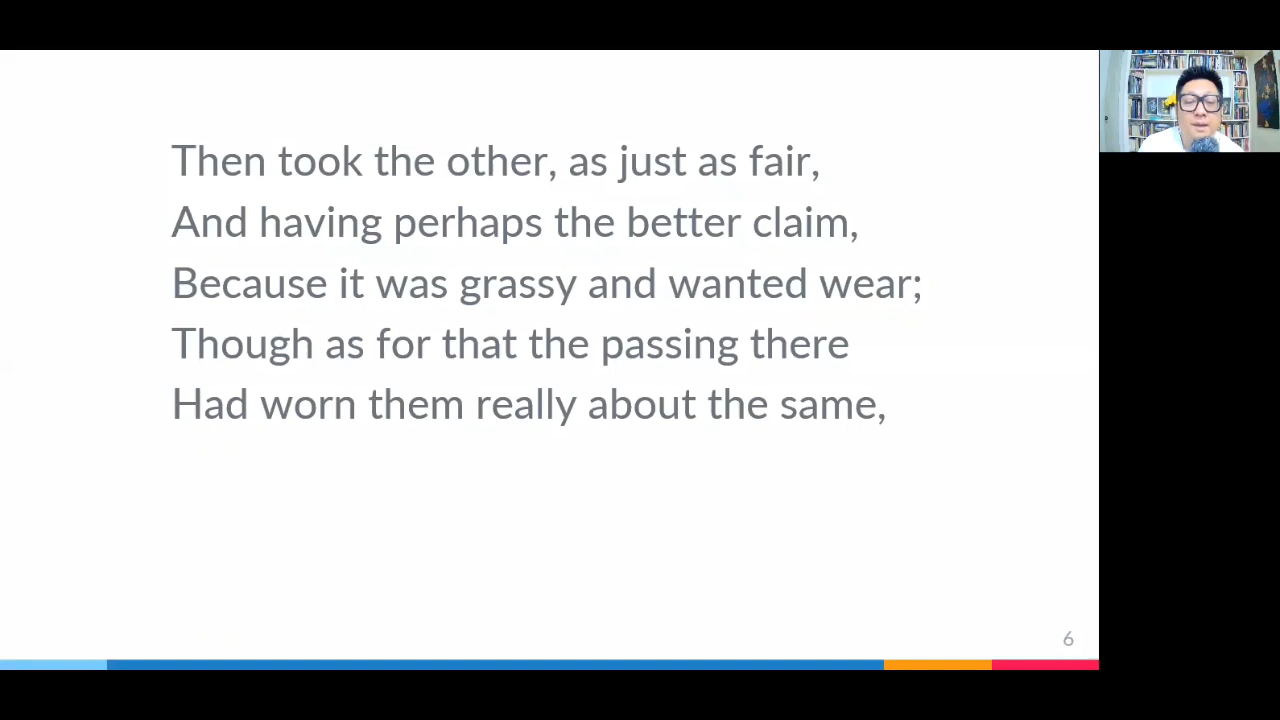 Then took the other, as just as fair,
And having perhaps the better claim,
Because it was grassy and wanted wear;
Though as for that the passing there
Had worn them really about the same,
6